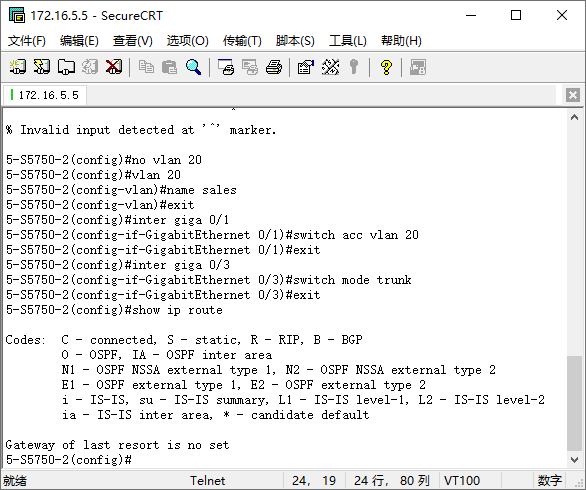 172.16.5.5 - SecureCRT
文件(F) 编辑(E) 查看(V) 选项(O) 传输(T) 脚本(S) 工具(L) 帮助(H)
172.16.5.5
^
% Invalid input detected at '^' marker.
5-S5750-2(config)#no vlan 20
5-S5750-2(config)#vlan 20
5-S5750-2(config-vlan)#name sales
5-S5750-2(config-vlan)#exit
5-S5750-2(config)#inter giga 0/1
5-S5750-2(config-if-GigabitEthernet 0/1)#switch acc vlan 20
5-S5750-2(config-if-GigabitEthernet 0/1)#exit
5-S5750-2(config)#inter giga 0/3
5-S5750-2(config-if-GigabitEthernet 0/3)#switch mode trunk
5-S5750-2(config-if-GigabitEthernet 0/3)#exit
5-S5750-2(config)#show ip route
Codes:  C - connected, S - static, R - RIP, B - BGP
O - OSPF, IA - OSPF inter area
N1 - OSPF NSSA external type 1, N2 - OSPF NSSA external type 2
E1 - OSPF external type 1, E2 - OSPF external type 2
i - IS-IS, su - IS-IS summary, L1 - IS-IS level-1, L2 - IS-IS level-2
ia - IS-IS inter area, * - candidate default
Gateway of last resort is no set
5-S5750-2(config)#
就绪 Telnet 24, 19 24 行, 80 列 VT100 数字